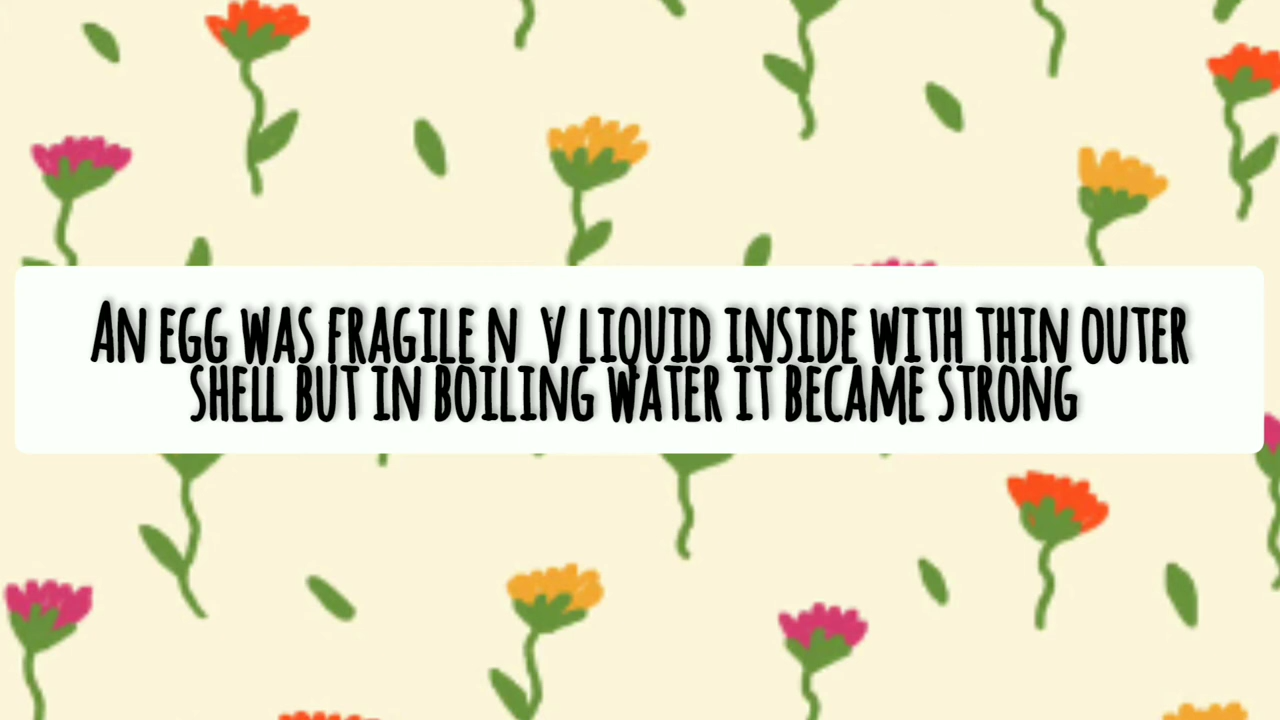 An egg was fragile n v liquid inside with thin outer
shell but in boiling water it became strong